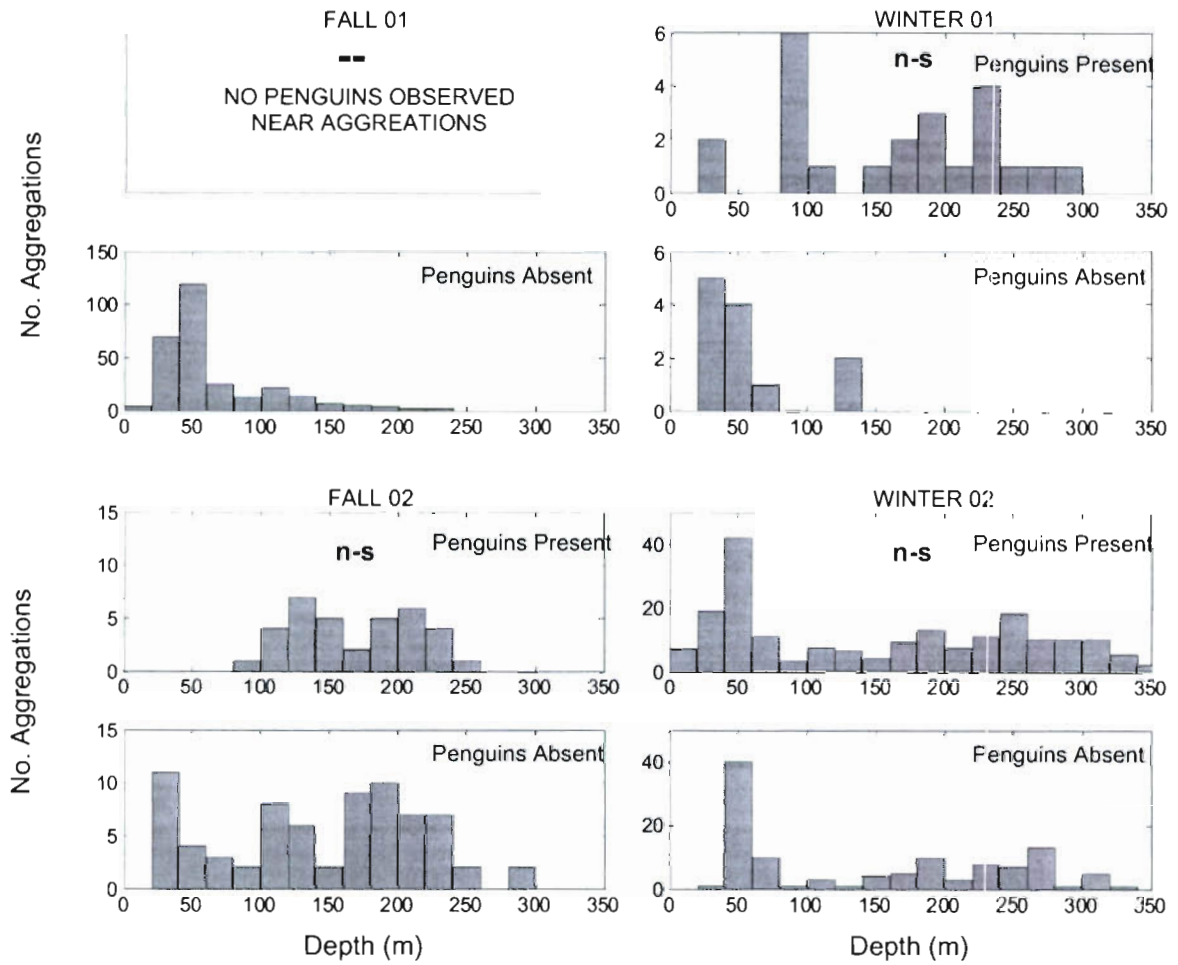 FALL 01
--
NO PENGUINS OBSERVED
NEAR AGGREATIONS
WINTER 01
n-s
Penguins Present
6
4
2
0
0 50 100 150 200 250 300 350
No. Aggregations
Penguins Absent
150
100
50
0
0 50 100 150 200 250 300 350
Penguins Absent
6
4
2
0
0 50 100 150 200 250 300 350
FALL 02
n-s
Penguins Present
15
10
5
0
0 50 100 150 200 250 300 350
WINTER 02
n-s
Penguins Present
40
20
0
0 50 100 150 200 250 300 350
No. Aggregations
Penguins Absent
15
10
5
0
0 50 100 150 200 250 300 350
Depth (m)
Penguins Absent
40
20
0
0 50 100 150 200 250 300 350
Depth (m)